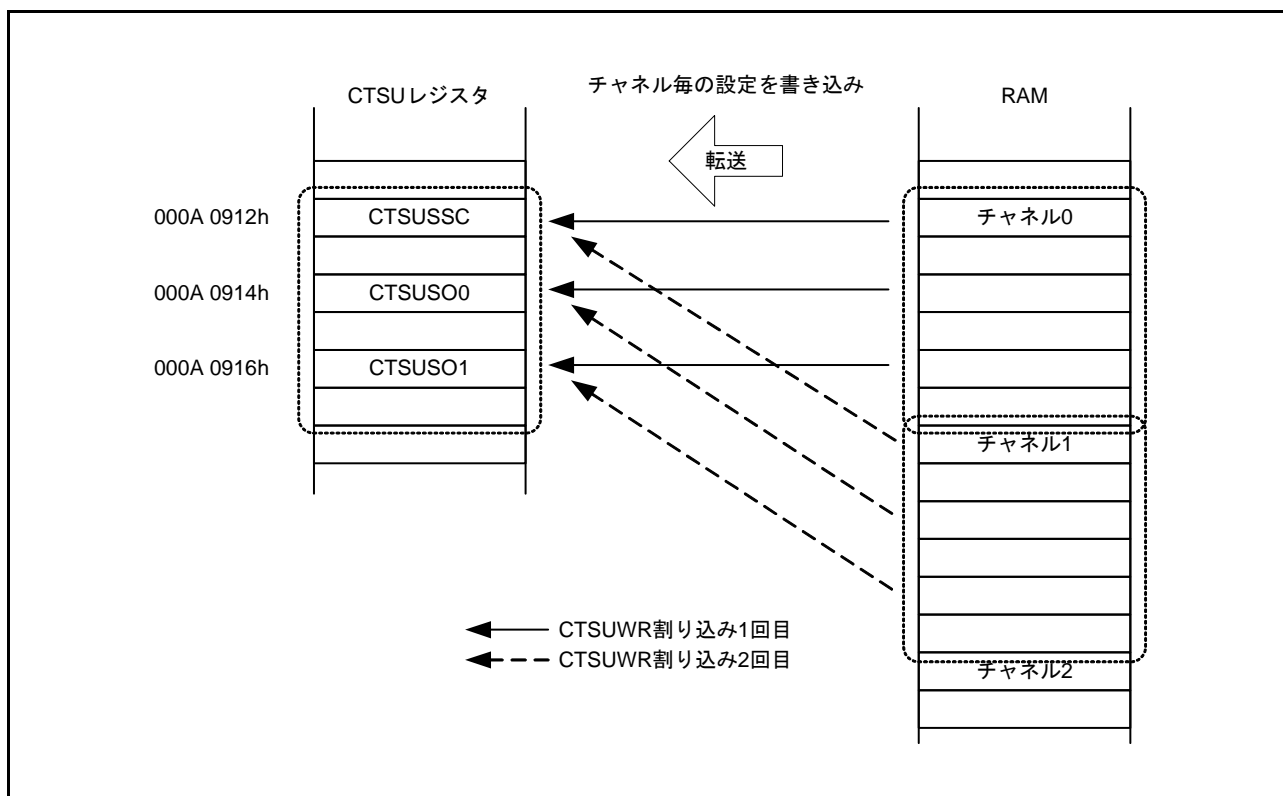 チャネル毎の設定を書き込み
CTSUレジスタ
RAM
転送
000A 0912h
CTSUSSC
チャネル0
000A 0914h
CTSUSO0
000A 0916h
CTSUSO1
チャネル1
CTSUWR割り込み1回目
CTSUWR割り込み2回目
チャネル2